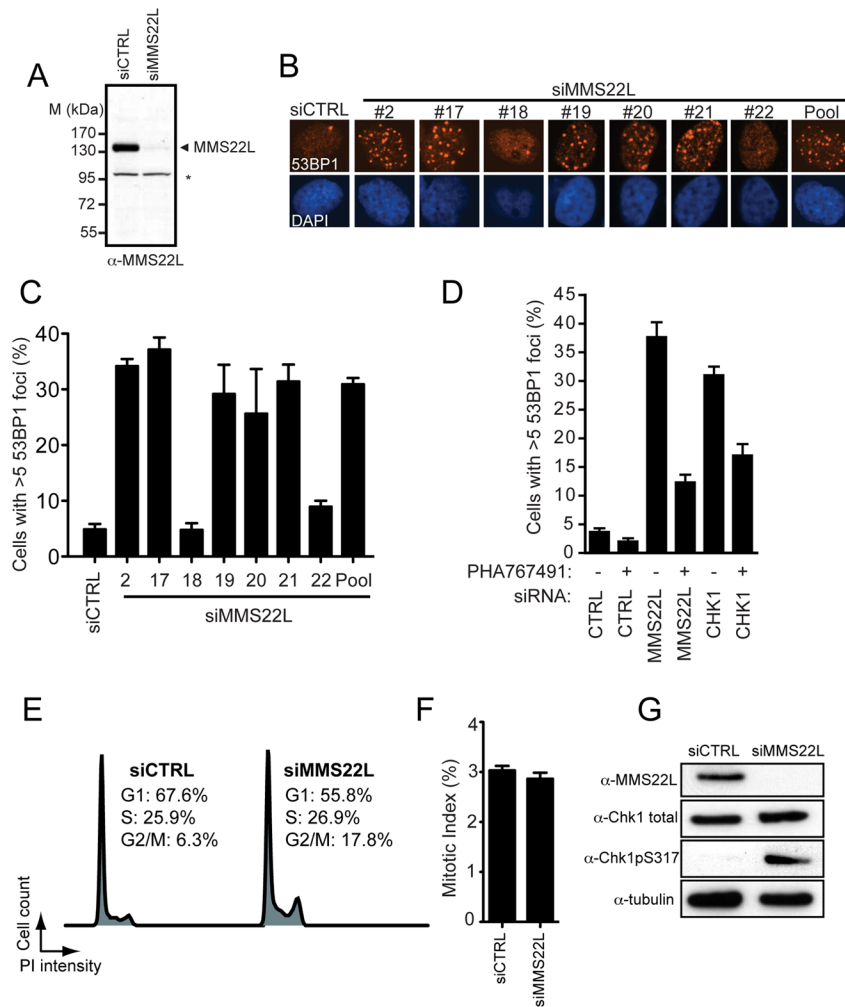 A
siCTRL
siMMS22L
M (kDa)
170
130
95
72
55
◄ MMS22L
*
α-MMS22L
B
siMMS22L
siCTRL #2 #17 #18 #19 #20 #21 #22 Pool
53BP1
DAPI
C
Cells with >5 53BP1 foci (%)
40
30
20
10
0
siCTRL 2 17 18 19 20 21 22 Pool
siMMS22L
D
Cells with >5 53BP1 foci (%)
45
40
35
30
25
20
15
10
5
0
PHA767491: - + - + - +
siRNA: CTRL CTRL MMS22L MMS22L CHK1 CHK1
E
siCTRL
G1: 67.6%
S: 25.9%
G2/M: 6.3%
siMMS22L
G1: 55.8%
S: 26.9%
G2/M: 17.8%
Cell count
PI intensity
F
Mitotic Index (%)
4
3
2
1
0
siCTRL
siMMS22L
G
siCTRL siMMS22L
α-MMS22L
α-Chk1 total
α-Chk1pS317
α-tubulin